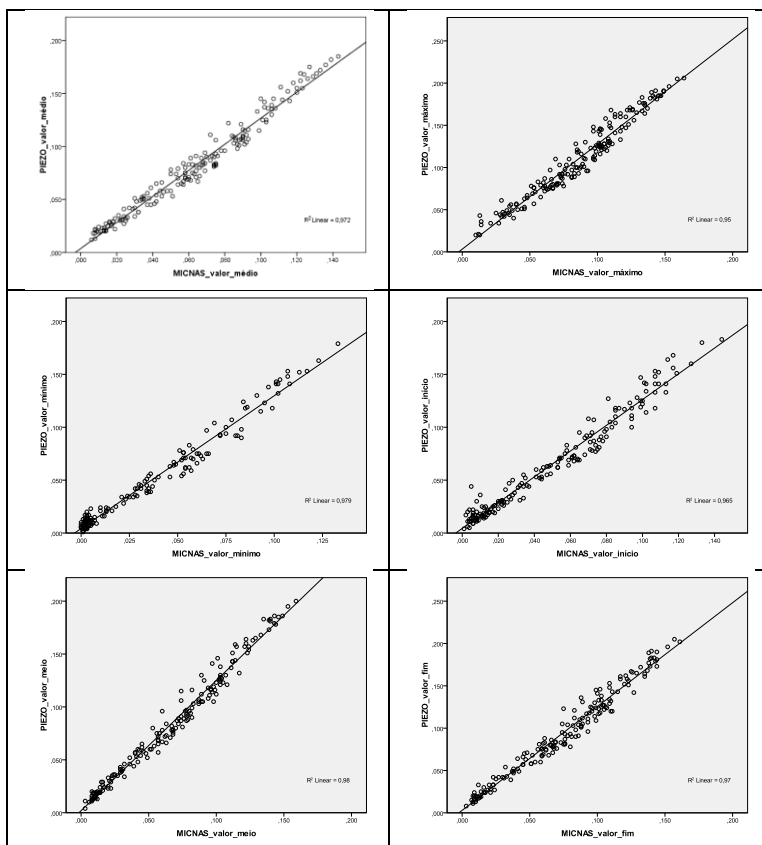 PIEZO_valor_médio
,200
,150
,100
,050
,000
R² Linear = 0,972
,000 ,020 ,040 ,060 ,080 ,100 ,120 ,140
MICNAS_valor_médio
PIEZO_valor_máximo
,250
,200
,150
,100
,050
,000
R² Linear = 0,95
,000 ,050 ,100 ,150 ,200
MICNAS_valor_máximo
PIEZO_valor_mínimo
,200
,150
,100
,050
,000
R² Linear = 0,979
,000 ,025 ,050 ,075 ,100 ,125
MICNAS_valor_mínimo
PIEZO_valor_inicio
,200
,150
,100
,050
,000
R² Linear = 0,965
,000 ,020 ,040 ,060 ,080 ,100 ,120 ,140
MICNAS_valor_inicio
PIEZO_valor_meio
,200
,150
,100
,050
,000
R² Linear = 0,98
,000 ,050 ,100 ,150 ,200
MICNAS_valor_meio
PIEZO_valor_fim
,250
,200
,150
,100
,050
,000
R² Linear = 0,97
,000 ,050 ,100 ,150 ,200
MICNAS_valor_fim